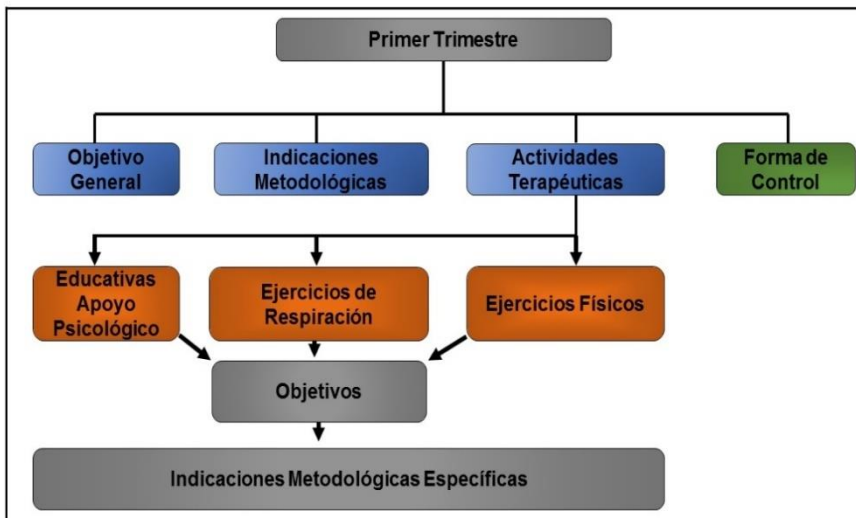 Primer Trimestre
Objetivo
General
Indicaciones
Metodológicas
Actividades
Terapéuticas
Forma de
Control
Educativas
Apoyo
Psicológico
Ejercicios de
Respiración
Ejercicios Físicos
Objetivos
Indicaciones Metodológicas Específicas